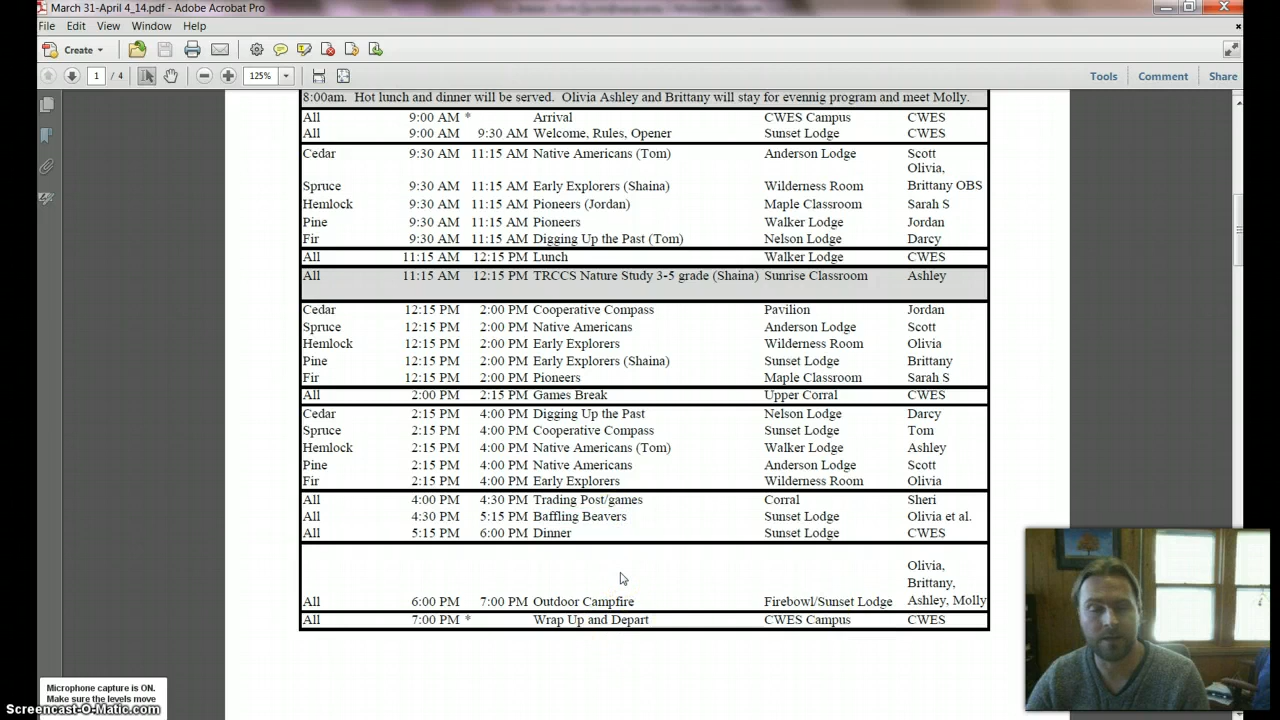 March 31-April 4_14.pdf - Adobe Acrobat Pro
File Edit View Window Help
Create
1 / 4 125% Tools Comment Share
8:00am. Hot lunch and dinner will be served. Olivia Ashley and Brittany will stay for evennig program and meet Molly.
All 9:00 AM * Arrival CWES Campus CWES
All 9:00 AM 9:30 AM Welcome, Rules, Opener Sunset Lodge CWES
Cedar 9:30 AM 11:15 AM Native Americans (Tom) Anderson Lodge Scott
Olivia,
Spruce 9:30 AM 11:15 AM Early Explorers (Shaina) Wilderness Room Brittany OBS
Hemlock 9:30 AM 11:15 AM Pioneers (Jordan) Maple Classroom Sarah S
Pine 9:30 AM 11:15 AM Pioneers Walker Lodge Jordan
Fir 9:30 AM 11:15 AM Digging Up the Past (Tom) Nelson Lodge Darcy
All 11:15 AM 12:15 PM Lunch Walker Lodge CWES
All 11:15 AM 12:15 PM TRCCS Nature Study 3-5 grade (Shaina) Sunrise Classroom Ashley
Cedar 12:15 PM 2:00 PM Cooperative Compass Pavilion Jordan
Spruce 12:15 PM 2:00 PM Native Americans Anderson Lodge Scott
Hemlock 12:15 PM 2:00 PM Early Explorers Wilderness Room Olivia
Pine 12:15 PM 2:00 PM Early Explorers (Shaina) Sunset Lodge Brittany
Fir 12:15 PM 2:00 PM Pioneers Maple Classroom Sarah S
All 2:00 PM 2:15 PM Games Break Upper Corral CWES
Cedar 2:15 PM 4:00 PM Digging Up the Past Nelson Lodge Darcy
Spruce 2:15 PM 4:00 PM Cooperative Compass Sunset Lodge Tom
Hemlock 2:15 PM 4:00 PM Native Americans (Tom) Walker Lodge Ashley
Pine 2:15 PM 4:00 PM Native Americans Anderson Lodge Scott
Fir 2:15 PM 4:00 PM Early Explorers Wilderness Room Olivia
All 4:00 PM 4:30 PM Trading Post/games Corral Sheri
All 4:30 PM 5:15 PM Baffling Beavers Sunset Lodge Olivia et al.
All 5:15 PM 6:00 PM Dinner Sunset Lodge CWES
Olivia,
Brittany,
All 6:00 PM 7:00 PM Outdoor Campfire Firebowl/Sunset Lodge Ashley, Molly
All 7:00 PM * Wrap Up and Depart CWES Campus CWES
Microphone capture is ON.
Make sure the levels move
Screencast-O-Matic.com